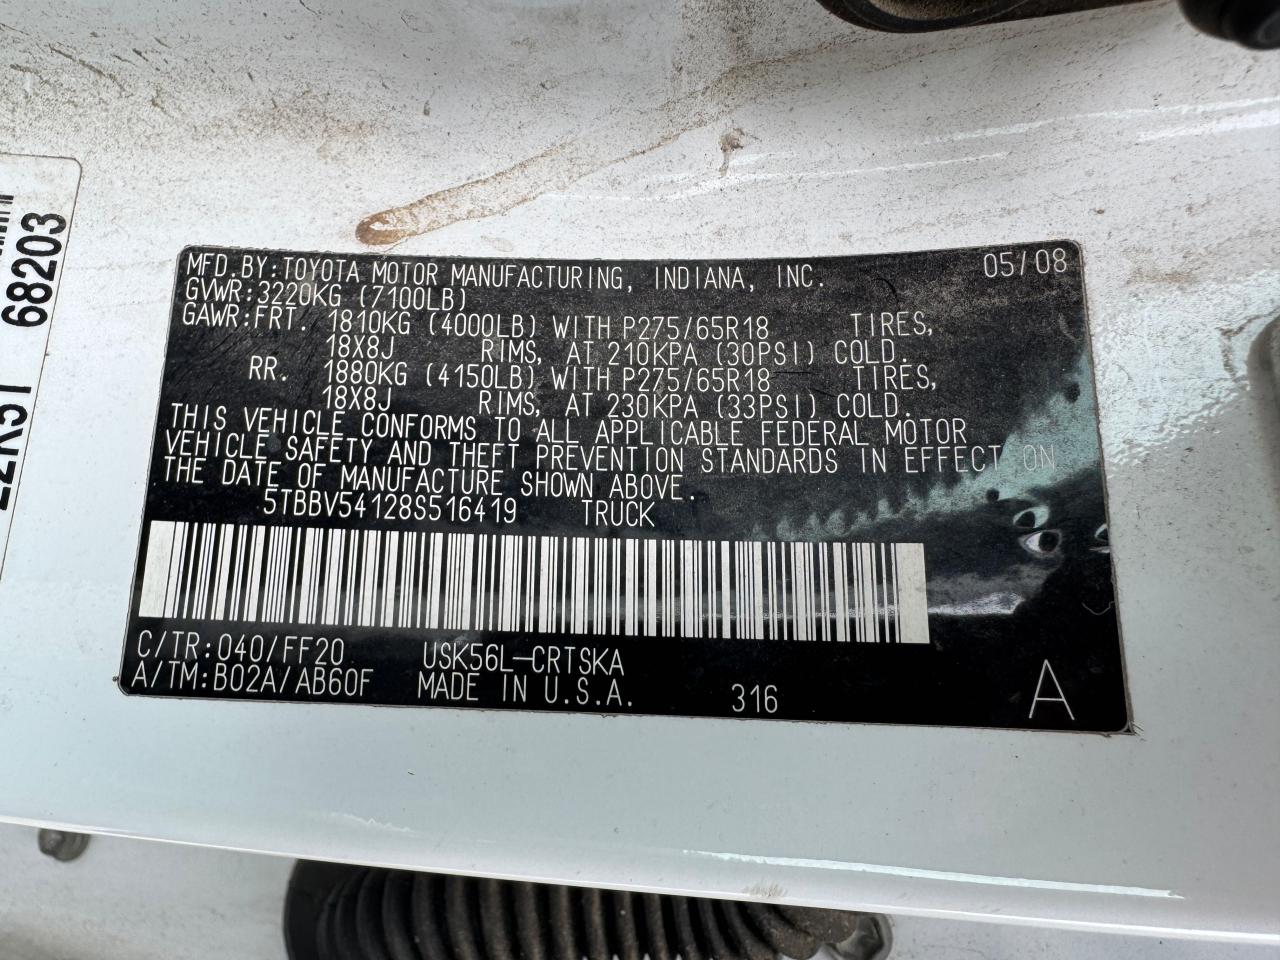 MFD.BY:TOYOTA MOTOR MANUFACTURING, INDIANA, INC. 05/08
GVWR:3220KG (7100LB)
GAWR:FRT. 1810KG (4000LB) WITH P275/65R18 TIRES,
18X8J RIMS, AT 210KPA (30PSI) COLD.
RR. 1880KG (4150LB) WITH P275/65R18 TIRES,
18X8J RIMS, AT 230KPA (33PSI) COLD.
THIS VEHICLE CONFORMS TO ALL APPLICABLE FEDERAL MOTOR
VEHICLE SAFETY AND THEFT PREVENTION STANDARDS IN EFFECT ON
THE DATE OF MANUFACTURE SHOWN ABOVE.
5TBBV54128S516419 TRUCK
C/TR:040/FF20 USK56L-CRTSKA
A/TM:B02A/AB60F MADE IN U.S.A. 316 A
68203